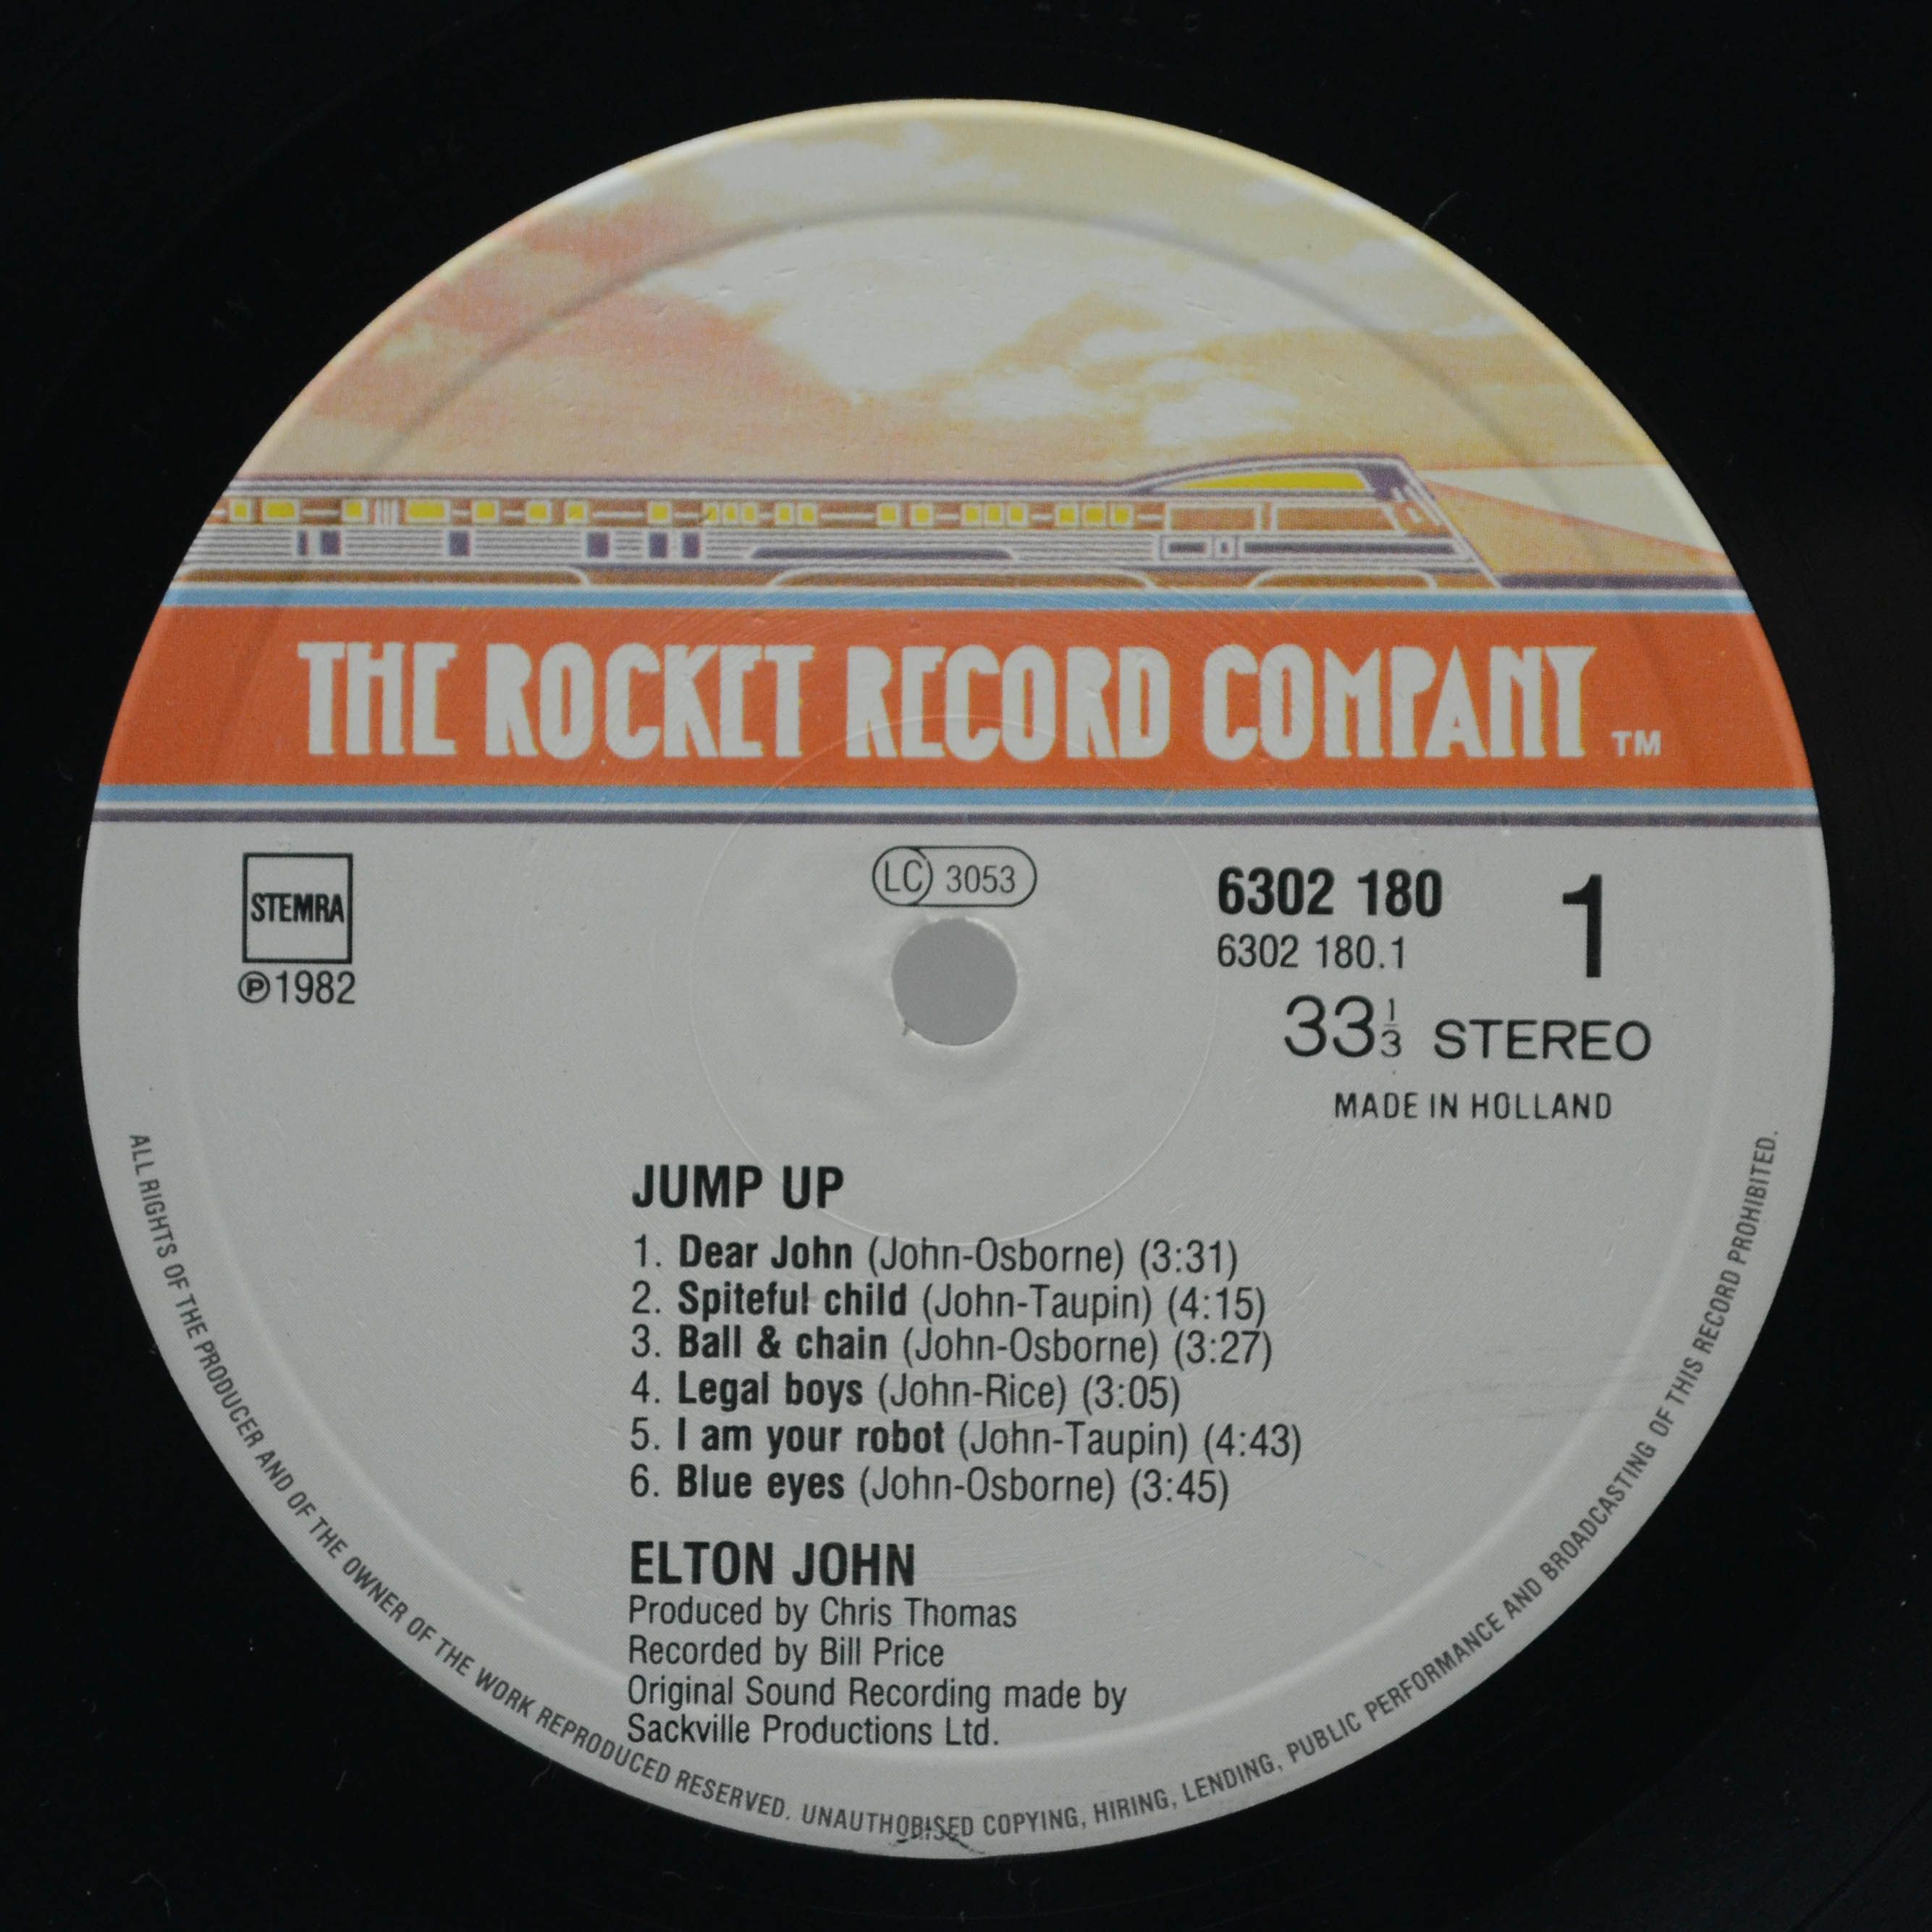 THE ROCKET RECORD COMPANY TM
STEMRA
℗1982
LC 3053
6302 180
6302 180.1
1
33 1/3 STEREO
MADE IN HOLLAND
JUMP UP
1. Dear John (John-Osborne) (3:31)
2. Spiteful child (John-Taupin) (4:15)
3. Ball & chain (John-Osborne) (3:27)
4. Legal boys (John-Rice) (3:05)
5. I am your robot (John-Taupin) (4:43)
6. Blue eyes (John-Osborne) (3:45)
ELTON JOHN
Produced by Chris Thomas
Recorded by Bill Price
Original Sound Recording made by
Sackville Productions Ltd.
ALL RIGHTS OF THE PRODUCER AND OF THE OWNER OF THE WORK REPRODUCED RESERVED. UNAUTHORISED COPYING, HIRING, LENDING, PUBLIC PERFORMANCE AND BROADCASTING OF THIS RECORD PROHIBITED.